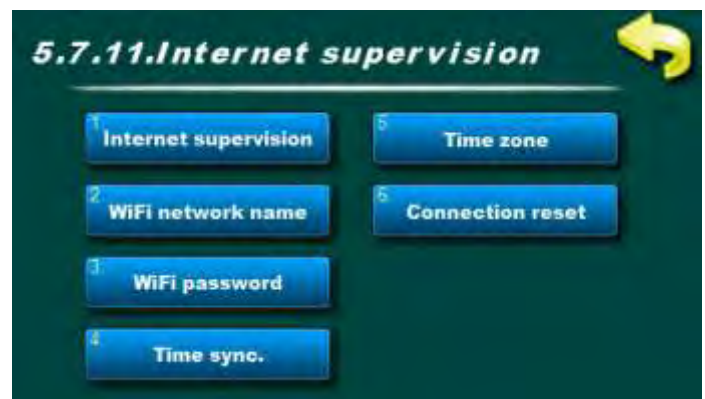 5.7.11.Internet supervision
1
Internet supervision
2
WiFi network name
3
WiFi password
4
Time sync.
5
Time zone
6
Connection reset